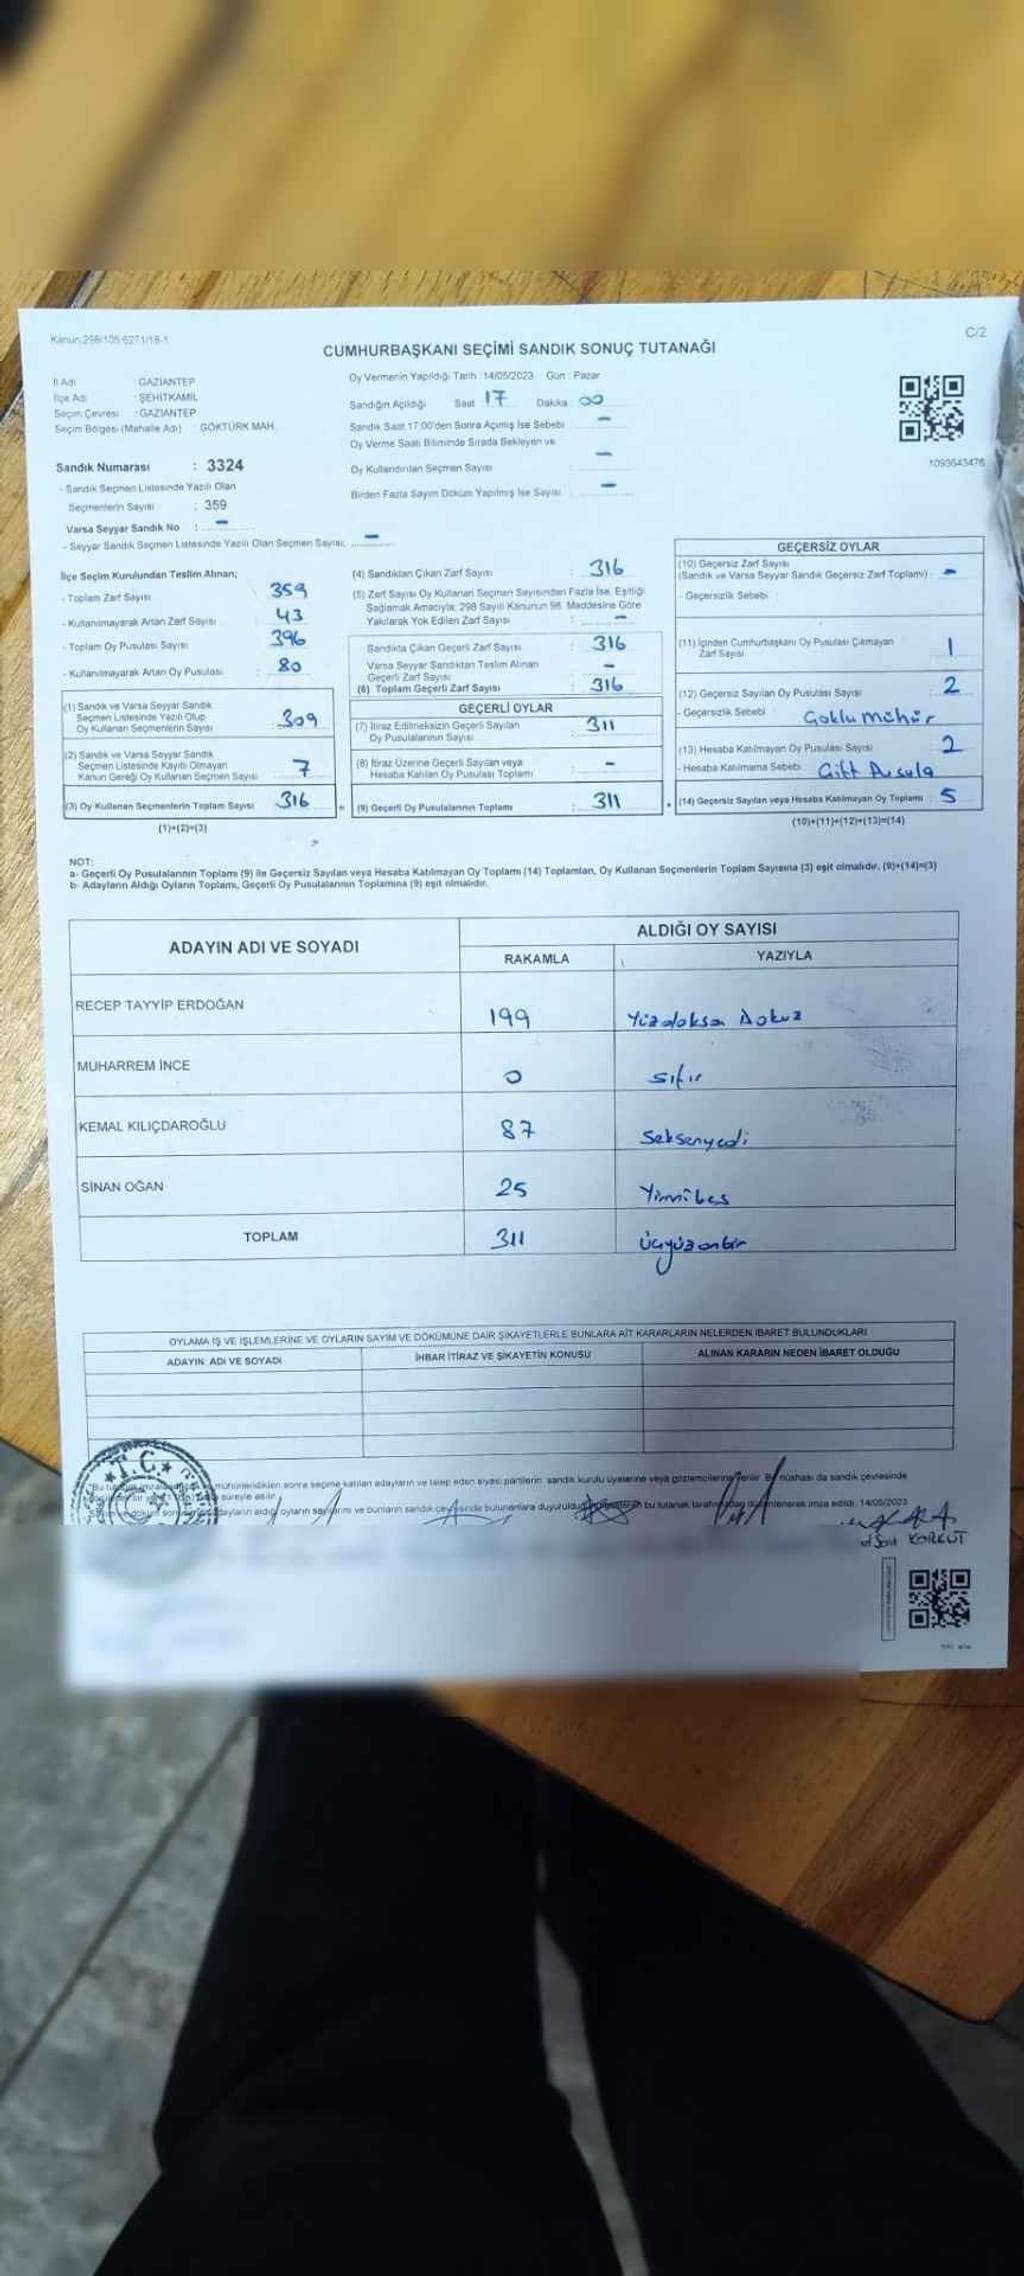 Kanun:298/105,6271/18-1
C/2
CUMHURBAŞKANI SEÇİMİ SANDIK SONUÇ TUTANAĞI
İl Adı : GAZİANTEP
İlçe Adı : ŞEHİTKAMİL
Seçim Çevresi : GAZİANTEP
Seçim Bölgesi (Mahalle Adı) : GÖKTÜRK MAH.
Oy Vermenin Yapıldığı Tarih : 14/05/2023 Gün : Pazar
Sandığın Açıldığı Saat 17 Dakika : 00
Sandık Saat 17:00'den Sonra Açımış İse Sebebi : -
Oy Verme Saati Bitiminde Sırada Bekleyen ve
Oy Kullandırılan Seçmen Sayısı : -
Birden Fazla Sayım Döküm Yapılmış İse Sayısı : -
1093643476
Sandık Numarası : 3324
- Sandık Seçmen Listesinde Yazılı Olan
Seçmenlerin Sayısı : 359
Varsa Seyyar Sandık No : -
- Seyyar Sandık Seçmen Listesinde Yazılı Olan Seçmen Sayısı: -
İlçe Seçim Kurulundan Teslim Alınan;
- Toplam Zarf Sayısı : 359
- Kullanılmayarak Artan Zarf Sayısı : 43
- Toplam Oy Pusulası Sayısı : 396
- Kullanılmayarak Artan Oy Pusulası : 80
(1) Sandık ve Varsa Seyyar Sandık
Seçmen Listesinde Yazılı Olup
Oy Kullanan Seçmenlerin Sayısı : 309
(2) Sandık ve Varsa Seyyar Sandık
Seçmen Listesinde Kayıtlı Olmayan
Kanun Gereği Oy Kullanan Seçmen Sayısı : 7
(3) Oy Kullanan Seçmenlerin Toplam Sayısı : 316
(1)+(2)=(3)
(4) Sandıktan Çıkan Zarf Sayısı : 316
(5) Zarf Sayısı Oy Kullanan Seçmen Sayısından Fazla İse, Eşitliği
Sağlamak Amacıyla; 298 Sayılı Kanunun 98. Maddesine Göre
Yakılarak Yok Edilen Zarf Sayısı : -
Sandıkta Çıkan Geçerli Zarf Sayısı : 316
Varsa Seyyar Sandıktan Teslim Alınan
Geçerli Zarf Sayısı : -
(6) Toplam Geçerli Zarf Sayısı : 316
GEÇERLİ OYLAR
(7) İtiraz Edilmeksizin Geçerli Sayılan
Oy Pusulalarının Sayısı : 311
(8) İtiraz Üzerine Geçerli Sayılan veya
Hesaba Katılan Oy Pusulası Toplamı : -
= (9) Geçerli Oy Pusulalarının Toplamı : 311
GEÇERSİZ OYLAR
(10) Geçersiz Zarf Sayısı
(Sandık ve Varsa Seyyar Sandık Geçersiz Zarf Toplamı) : -
- Geçersizlik Sebebi :
(11) İçinden Cumhurbaşkanı Oy Pusulası Çıkmayan
Zarf Sayısı : 1
(12) Geçersiz Sayılan Oy Pusulası Sayısı : 2
- Geçersizlik Sebebi : Çoklu mühür
(13) Hesaba Katılmayan Oy Pusulası Sayısı : 2
- Hesaba Katılmama Sebebi : Çift Pusula
+ (14) Geçersiz Sayılan veya Hesaba Katılmayan Oy Toplamı : 5
(10)+(11)+(12)+(13)=(14)
NOT:
a- Geçerli Oy Pusulalarının Toplamı (9) ile Geçersiz Sayılan veya Hesaba Katılmayan Oy Toplamı (14) Toplamları, Oy Kullanan Seçmenlerin Toplam Sayısına (3) eşit olmalıdır. (9)+(14)=(3)
b- Adayların Aldığı Oyların Toplamı, Geçerli Oy Pusulalarının Toplamına (9) eşit olmalıdır.
ADAYIN ADI VE SOYADI
ALDIĞI OY SAYISI
RAKAMLA YAZIYLA
RECEP TAYYİP ERDOĞAN 199 Yüzdoksan Dokuz
MUHARREM İNCE 0 sıfır
KEMAL KILIÇDAROĞLU 87 Seksenyedi
SİNAN OĞAN 25 Yirmibeş
TOPLAM 311 Üçyüzonbir
OYLAMA İŞ VE İŞLEMLERİNE VE OYLARIN SAYIM VE DÖKÜMÜNE DAİR ŞİKAYETLERLE BUNLARA AİT KARARLARIN NELERDEN İBARET BULUNDUKLARI
ADAYIN ADI VE SOYADI
İHBAR İTİRAZ VE ŞİKAYETİN KONUSU
ALINAN KARARIN NEDEN İBARET OLDUĞU
T.C.
mühürlendikten sonra seçime katılan adayların ve talep eden siyasi partilerin sandık kurulu üyelerine veya gözlemcilerine verilir. Bir nüshası da sandık çevresinde
süreyle asılır.
adayların aldığı oyların sayılarını ve bunların sandık çevresinde bulunanlara duyurulduğu bu tutanak tarafımızdan düzenlenerek imza edildi. 14/05/2023
KORKUT